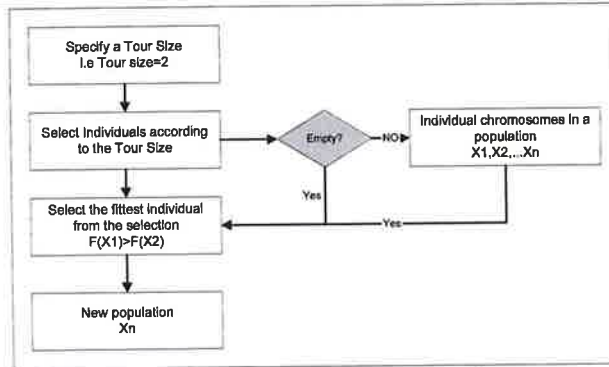 Specify a Tour Size
I.e Tour size=2
Select Individuals according
to the Tour Size
Empty?
NO
Individual chromosomes in a
population
X1,X2,...Xn
Yes
Select the fittest individual
from the selection
F(X1)>F(X2)
Yes
New population
Xn